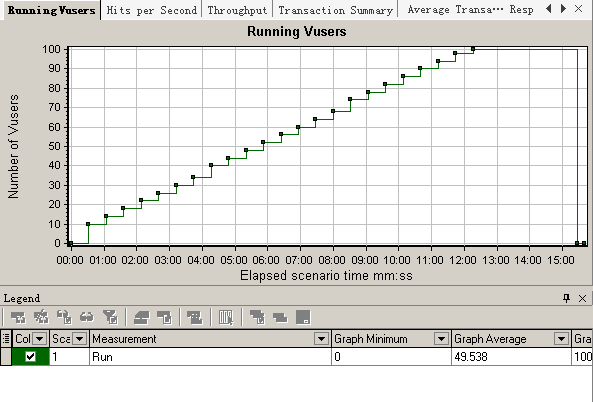 Running Vusers Hits per Second Throughput Transaction Summary Average Transa⋯ Resp
Running Vusers
Number of Vusers
100
90
80
70
60
50
40
30
20
10
0
00:00 01:00 02:00 03:00 04:00 05:00 06:00 07:00 08:00 09:00 10:00 11:00 12:00 13:00 14:00 15:00
Elapsed scenario time mm:ss
Legend
Col Sca Measurement Graph Minimum Graph Average Gra
1 Run 0 49.538 100